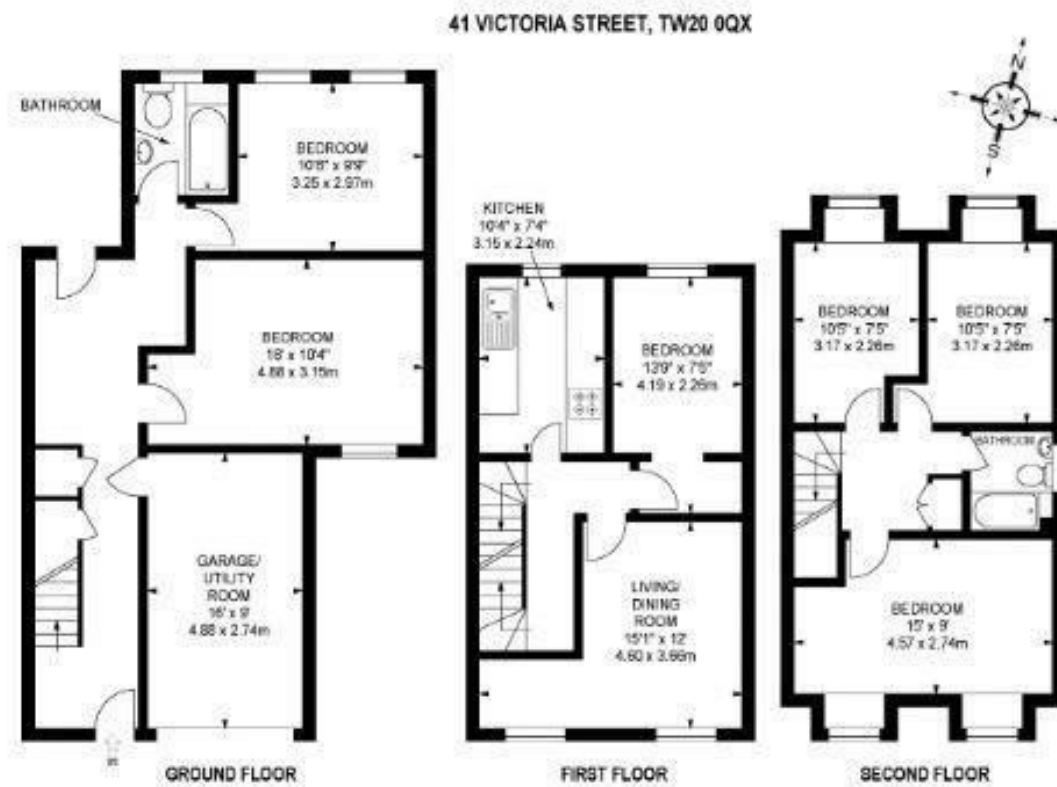 41 VICTORIA STREET, TW20 0QX
N
S
BATHROOM
BEDROOM
10'8" x 9'9"
3.25 x 2.97m
BEDROOM
16' x 10'4"
4.88 x 3.15m
GARAGE/
UTILITY
ROOM
16' x 9'
4.88 x 2.74m
IN
GROUND FLOOR
KITCHEN
10'4" x 7'4"
3.15 x 2.24m
BEDROOM
13'9" x 7'5"
4.19 x 2.26m
LIVING/
DINING
ROOM
15'1" x 12'
4.60 x 3.66m
FIRST FLOOR
BEDROOM
10'5" x 7'5"
3.17 x 2.26m
BEDROOM
10'5" x 7'5"
3.17 x 2.26m
BATHROOM
BEDROOM
15' x 9'
4.57 x 2.74m
SECOND FLOOR